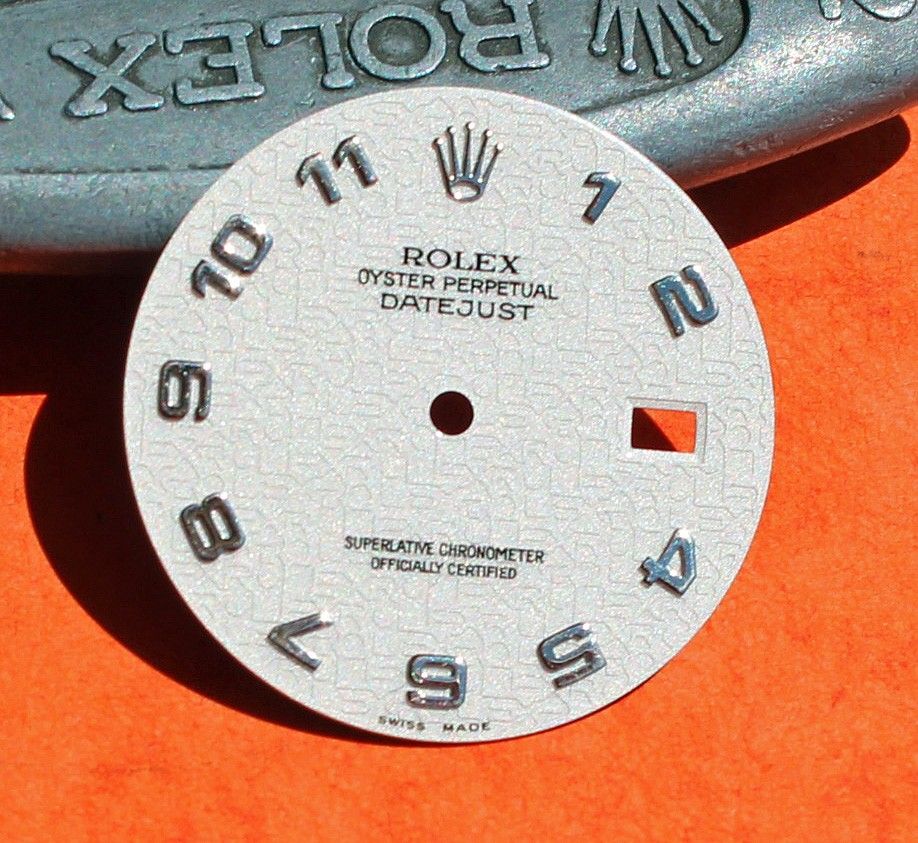 ROLEX
11
1
10
2
ROLEX
OYSTER PERPETUAL
DATEJUST
9
8
4
SUPERLATIVE CHRONOMETER
OFFICIALLY CERTIFIED
7
5
6
SWISS MADE